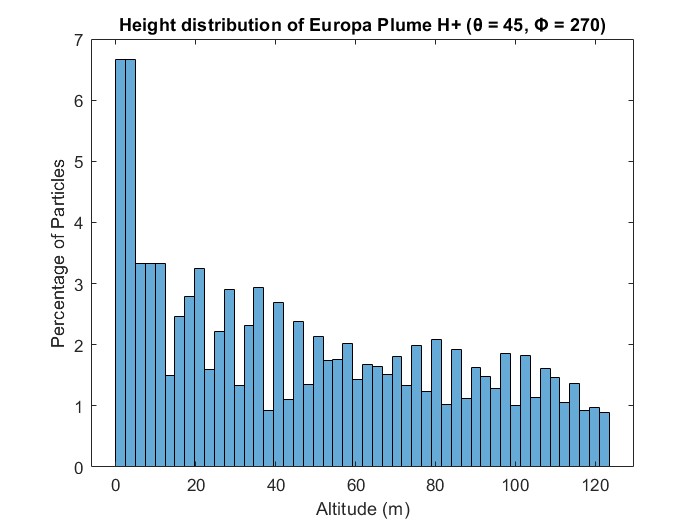 Height distribution of Europa Plume H+ (θ = 45, Φ = 270)
7
6
5
4
3
2
1
0
Percentage of Particles
0 20 40 60 80 100 120
Altitude (m)